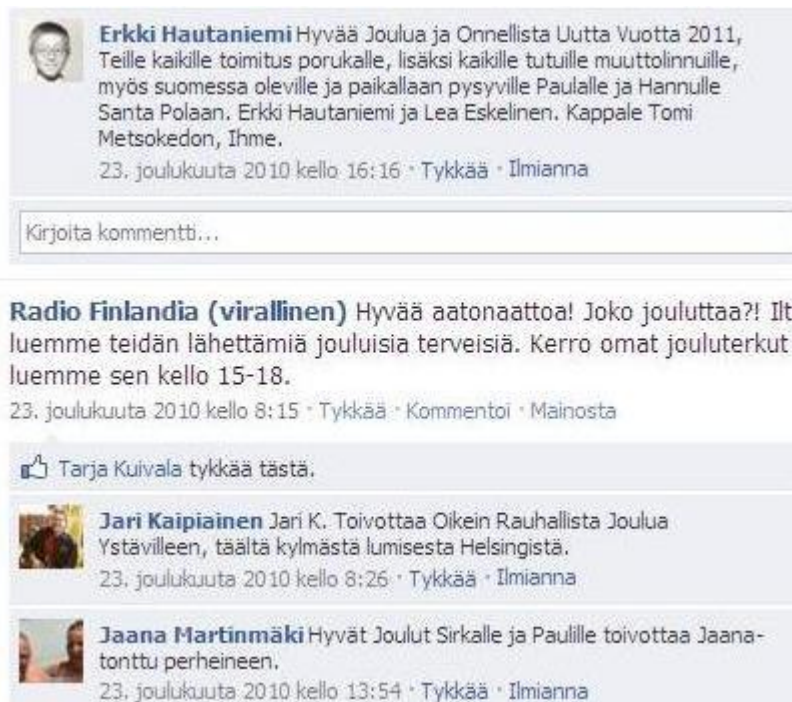 Erkki Hautaniemi Hyvää Joulua ja Onnellista Uutta Vuotta 2011,
Teille kaikille toimitus porukalle, lisäksi kaikille tutuille muuttolinnuille,
myös suomessa oleville ja paikallaan pysyville Paulalle ja Hannulle
Santa Polaan. Erkki Hautaniemi ja Lea Eskelinen. Kappale Tomi
Metsokedon, Ihme.
23. joulukuuta 2010 kello 16:16 · Tykkää · Ilmianna
Kirjoita kommentti...
Radio Finlandia (virallinen) Hyvää aatonaattoa! Joko jouluttaa?! Ilt
luemme teidän lähettämiä jouluisia terveisiä. Kerro omat jouluterkut
luemme sen kello 15-18.
23. joulukuuta 2010 kello 8:15 · Tykkää · Kommentoi · Mainosta
Tarja Kuivala tykkää tästä.
Jari Kaipiainen Jari K. Toivottaa Oikein Rauhallista Joulua
Ystävilleen, täältä kylmästä lumisesta Helsingistä.
23. joulukuuta 2010 kello 8:26 · Tykkää · Ilmianna
Jaana Martinmäki Hyvät Joulut Sirkalle ja Paulille toivottaa Jaana-
tonttu perheineen.
23. joulukuuta 2010 kello 13:54 · Tykkää · Ilmianna